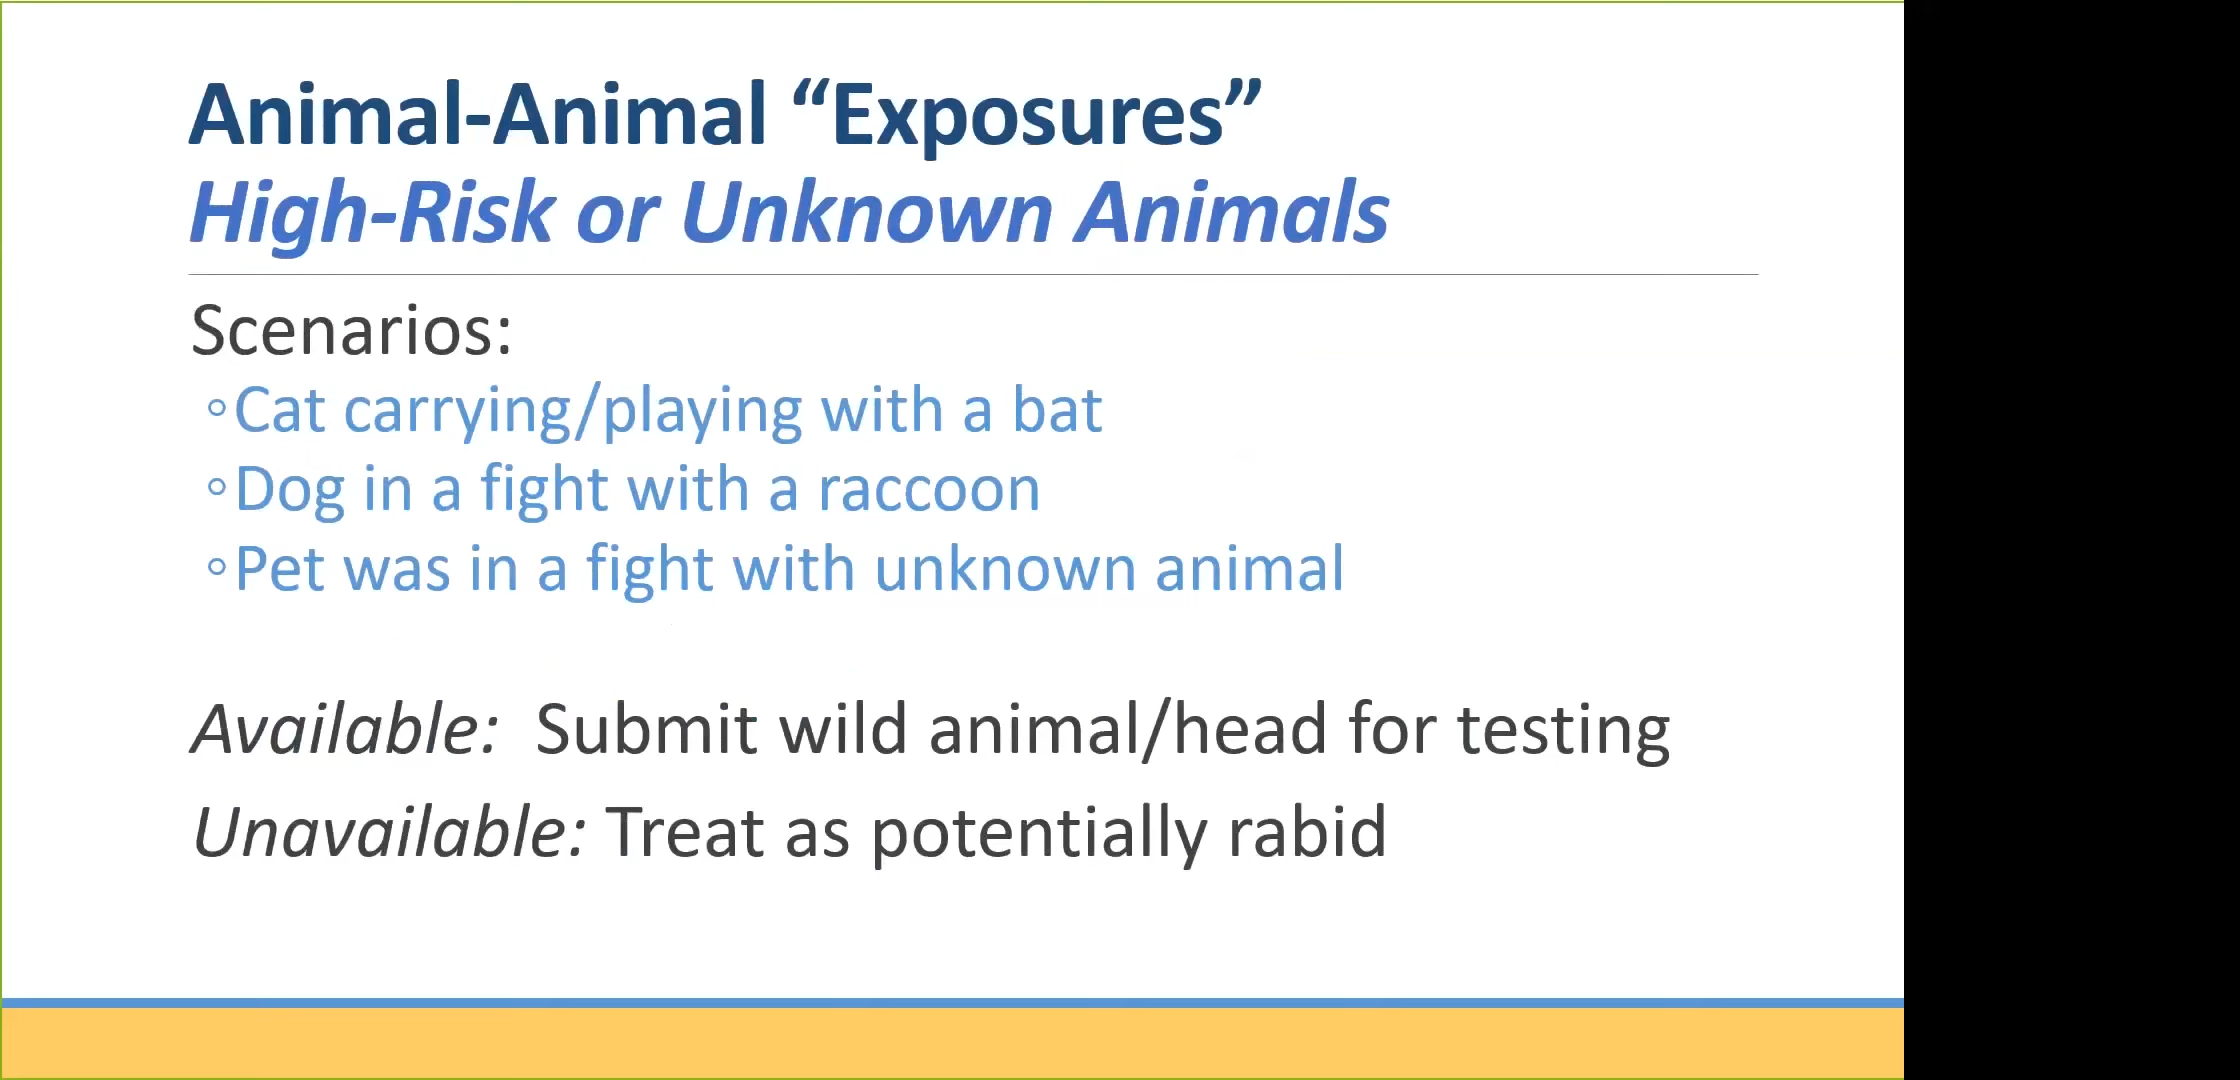 Animal-Animal “Exposures”
High-Risk or Unknown Animals
Scenarios:
◦Cat carrying/playing with a bat
◦Dog in a fight with a raccoon
◦Pet was in a fight with unknown animal
Available: Submit wild animal/head for testing
Unavailable: Treat as potentially rabid